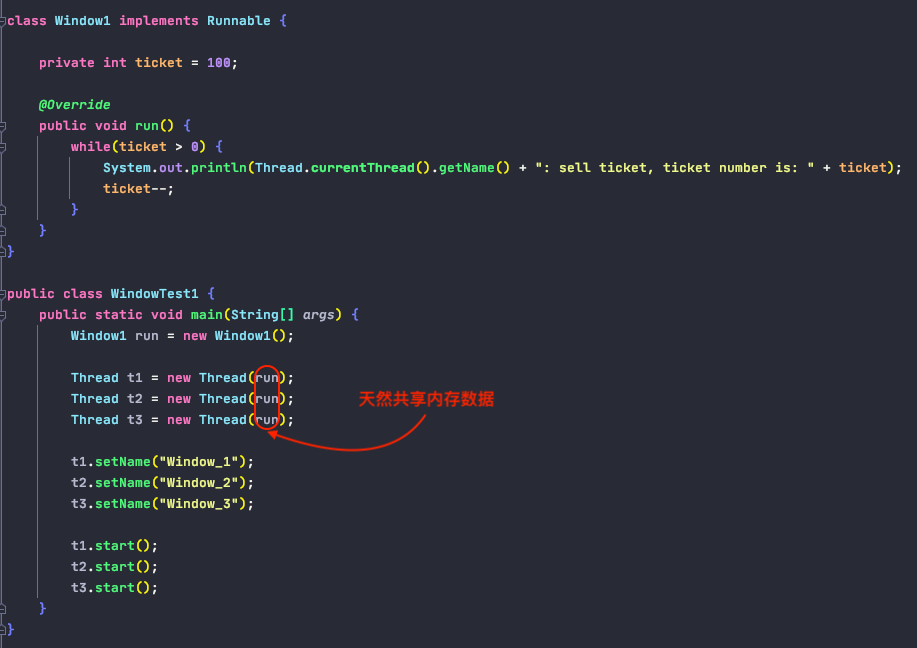 class Window1 implements Runnable {
private int ticket = 100;
@Override
public void run() {
while(ticket > 0) {
System.out.println(Thread.currentThread().getName() + ": sell ticket, ticket number is: " + ticket);
ticket--;
}
}
}
public class WindowTest1 {
public static void main(String[] args) {
Window1 run = new Window1();
Thread t1 = new Thread(run);
Thread t2 = new Thread(run);
天然共享内存数据
Thread t3 = new Thread(run);
t1.setName("Window_1");
t2.setName("Window_2");
t3.setName("Window_3");
t1.start();
t2.start();
t3.start();
}
}